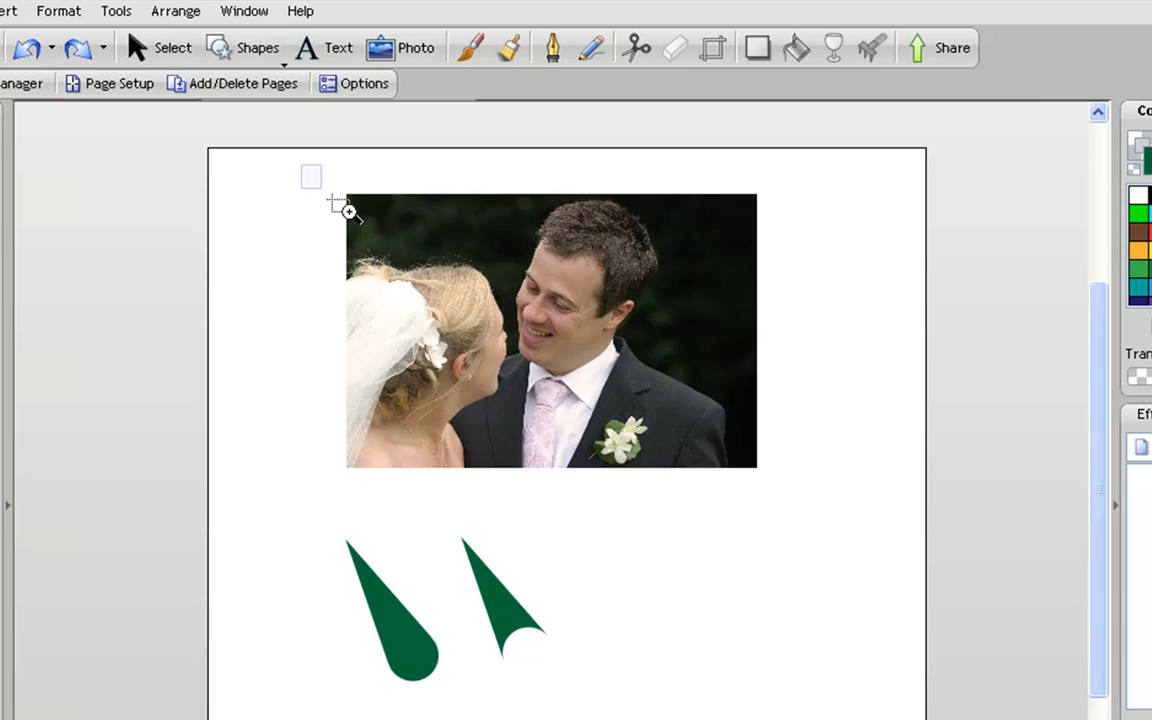 ert Format Tools Arrange Window Help
Select Shapes Text Photo Share
anager Page Setup Add/Delete Pages Options
Co
Tran
Eff